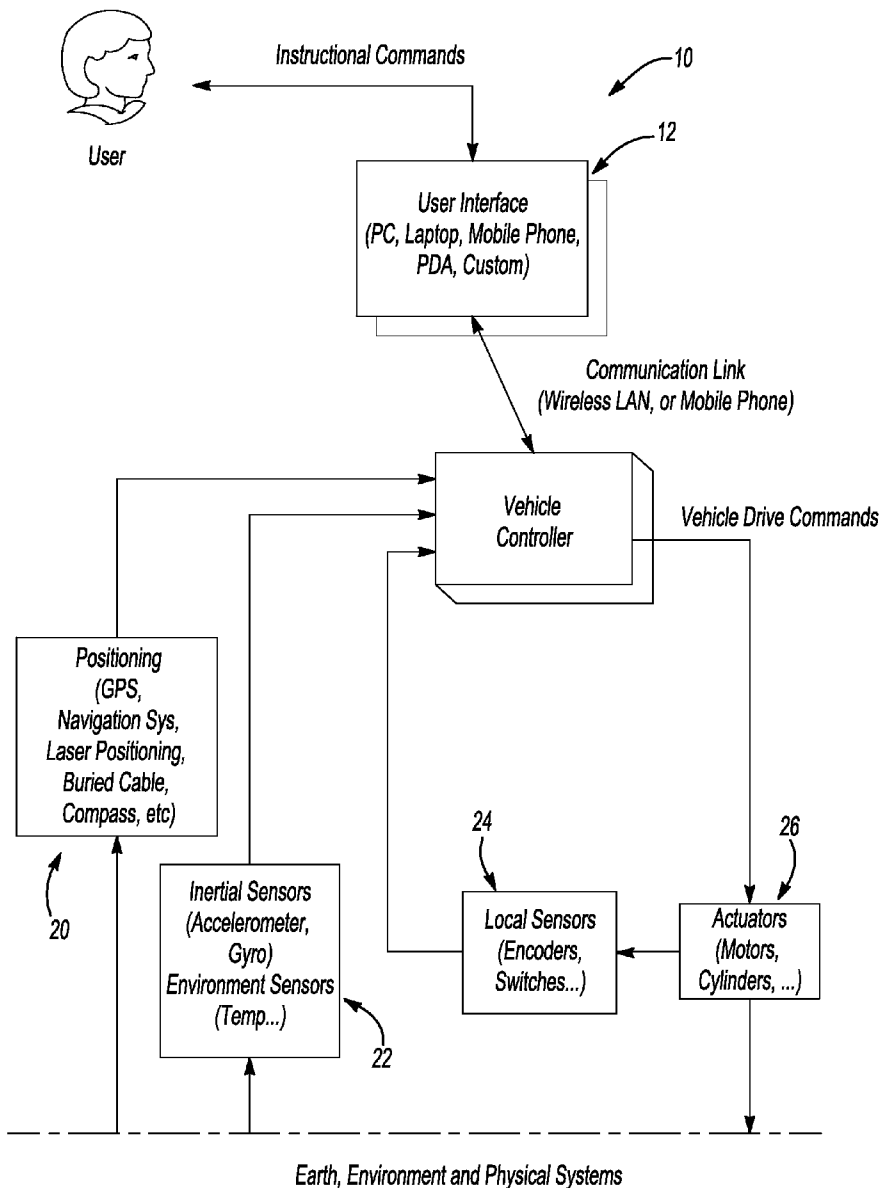 Instructional Commands
10
12
User
User Interface
(PC, Laptop, Mobile Phone,
PDA, Custom)
Communication Link
(Wireless LAN, or Mobile Phone)
Vehicle
Controller
Vehicle Drive Commands
Positioning
(GPS,
Navigation Sys,
Laser Positioning,
Buried Cable,
Compass, etc)
20
Inertial Sensors
(Accelerometer,
Gyro)
Environment Sensors
(Temp...)
22
24
Local Sensors
(Encoders,
Switches...)
26
Actuators
(Motors,
Cylinders, ...)
Earth, Environment and Physical Systems